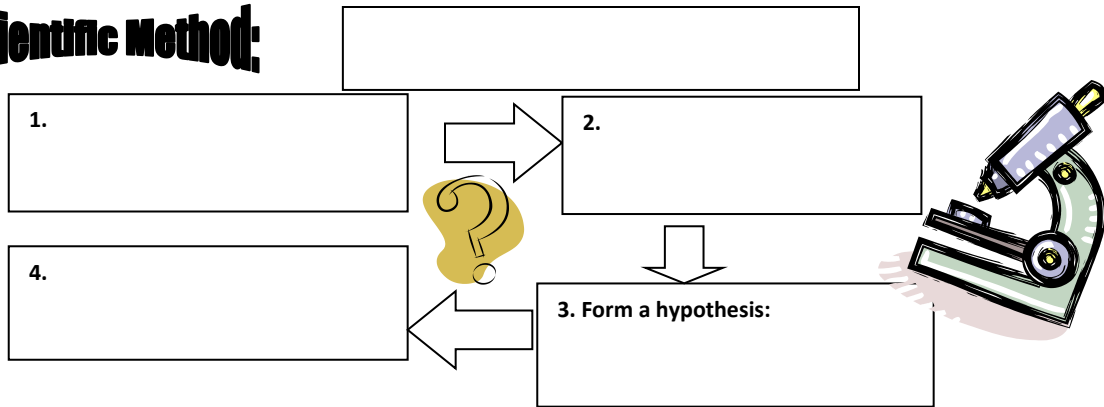 ientific Method:
1.
2.
4.
3. Form a hypothesis: